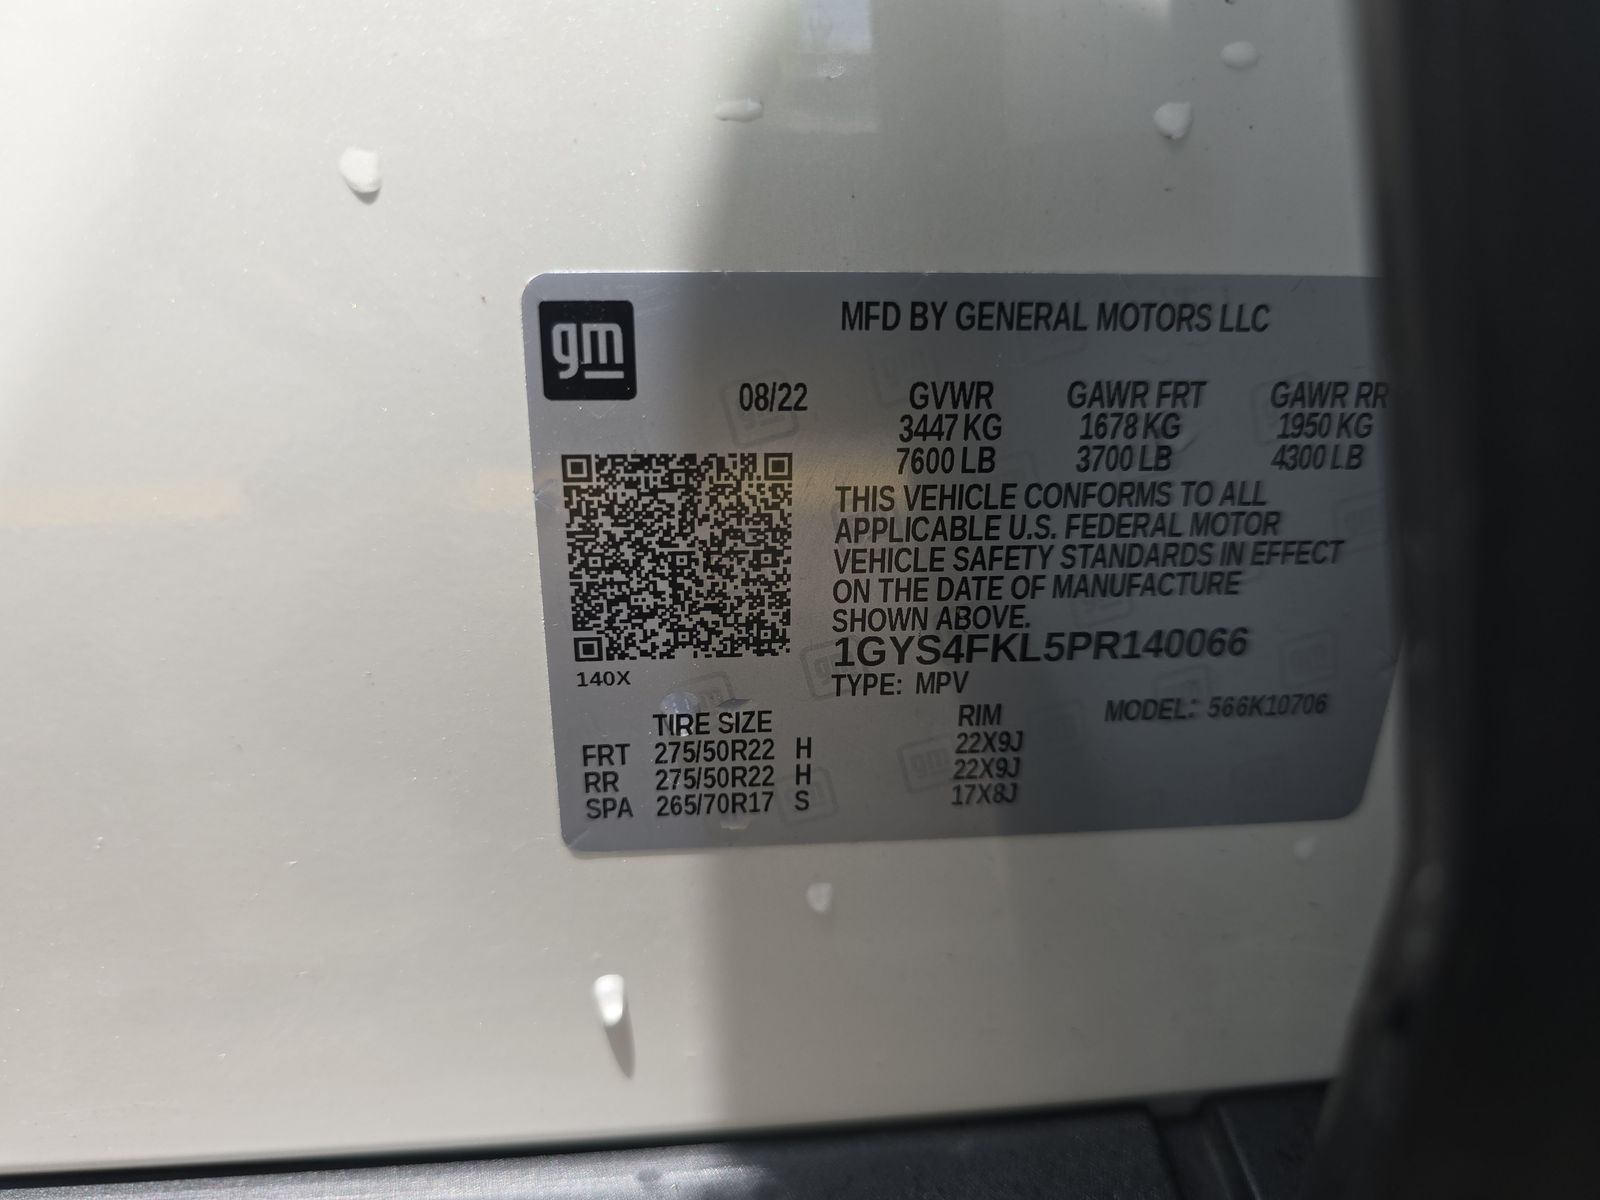 gm
MFD BY GENERAL MOTORS LLC
08/22 GVWR GAWR FRT GAWR RR
3447 KG 1678 KG 1950 KG
7600 LB 3700 LB 4300 LB
THIS VEHICLE CONFORMS TO ALL
APPLICABLE U.S. FEDERAL MOTOR
VEHICLE SAFETY STANDARDS IN EFFECT
ON THE DATE OF MANUFACTURE
SHOWN ABOVE.
1GYS4FKL5PR140066
140X
TYPE: MPV
MODEL: 566K10706
TIRE SIZE RIM
FRT 275/50R22 H 22X9J
RR 275/50R22 H 22X9J
SPA 265/70R17 S 17X8J